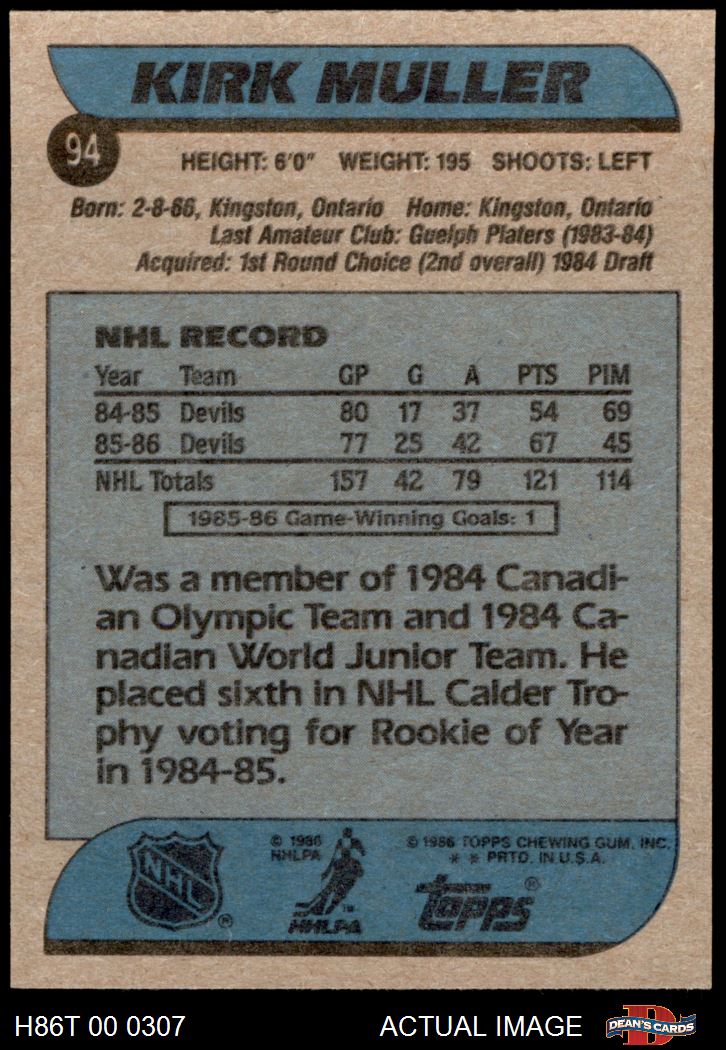 KIRK MULLER
94
HEIGHT: 6'0" WEIGHT: 195 SHOOTS: LEFT
Born: 2-8-66, Kingston, Ontario Home: Kingston, Ontario
Last Amateur Club: Guelph Platers (1983-84)
Acquired: 1st Round Choice (2nd overall) 1984 Draft
NHL RECORD
Year Team GP G A PTS PIM
84-85 Devils 80 17 37 54 69
85-86 Devils 77 25 42 67 45
NHL Totals 157 42 79 121 114
1985-86 Game-Winning Goals: 1
Was a member of 1984 Canadi-
an Olympic Team and 1984 Ca-
nadian World Junior Team. He
placed sixth in NHL Calder Tro-
phy voting for Rookie of Year
in 1984-85.
NHL ®
© 1986
NHLPA
™
NHLPA
© 1986 TOPPS CHEWING GUM, INC.
* * PRTD. IN U.S.A.
topps ®
H86T 00 0307 ACTUAL IMAGE D DEAN'S CARDS